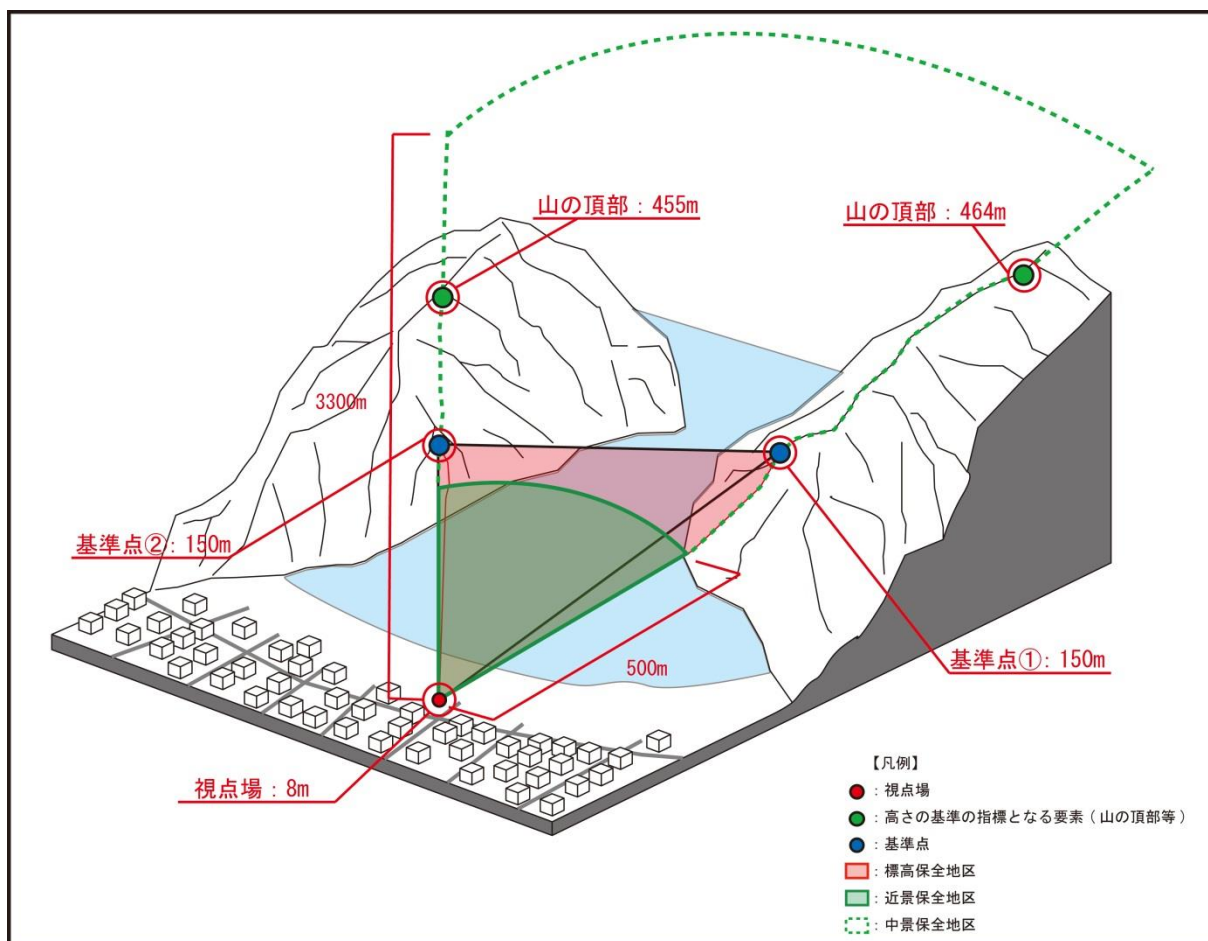 山の頂部：455m
山の頂部：464m
3300m
基準点②：150m
500m
基準点①：150m
視点場：8m
【凡例】
：視点場
：高さの基準の指標となる要素（山の頂部等）
：基準点
：標高保全地区
：近景保全地区
：中景保全地区